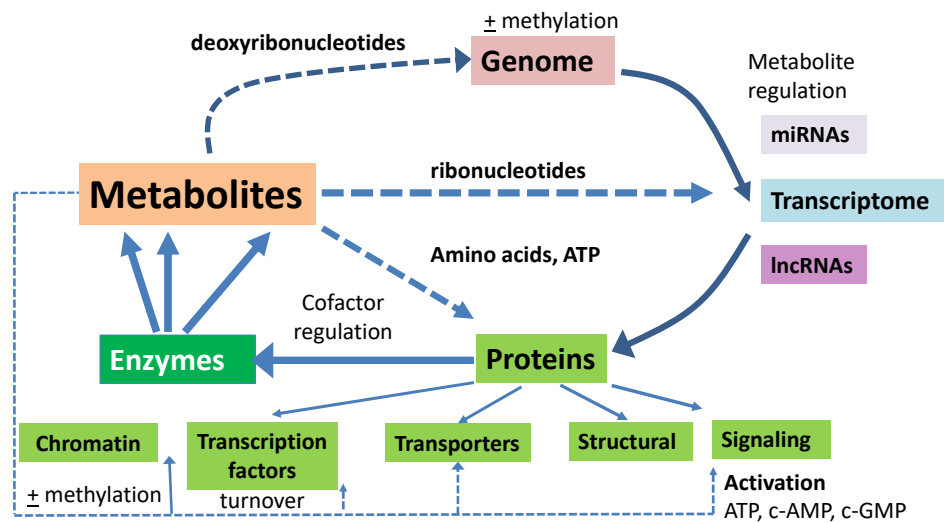 ± methylation
deoxyribonucleotides
Genome
Metabolite
regulation
miRNAs
ribonucleotides
Metabolites
Transcriptome
Amino acids, ATP
lncRNAs
Cofactor
regulation
Enzymes
Proteins
Chromatin
Transcription
factors
Transporters
Structural
Signaling
± methylation
turnover
Activation
ATP, c-AMP, c-GMP